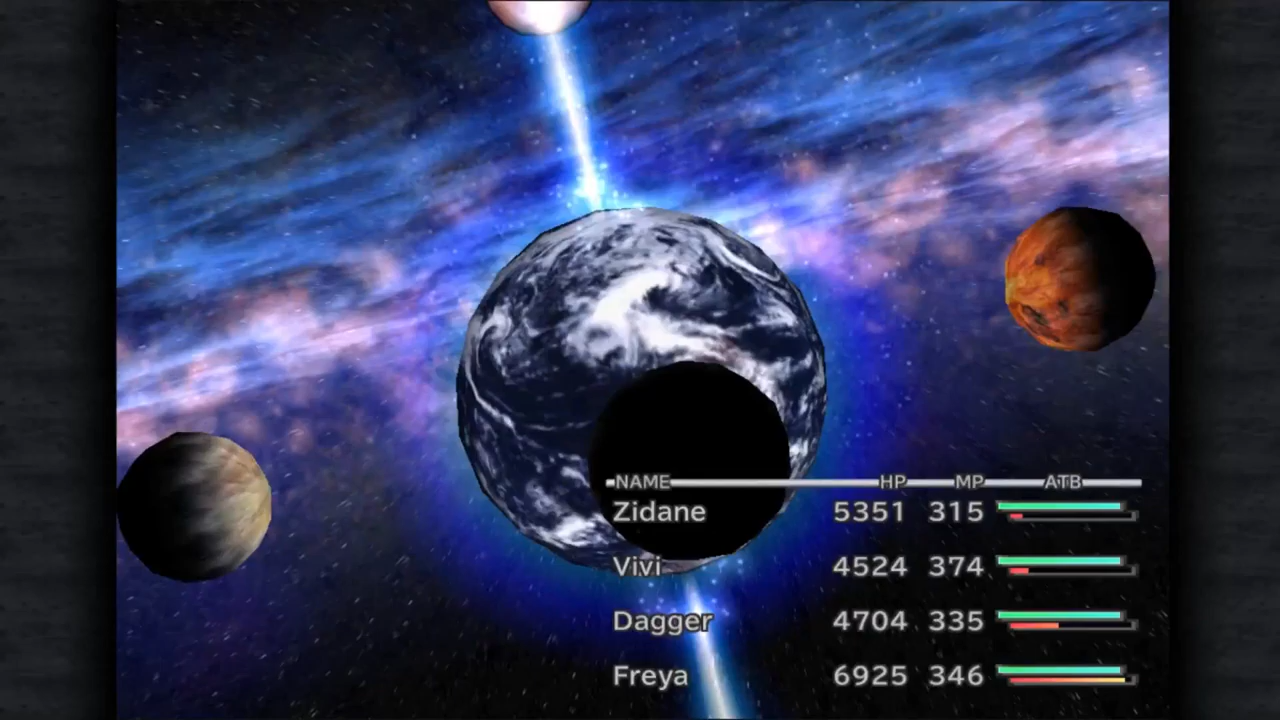 NAME HP MP ATB
Zidane 5351 315
Vivi 4524 374
Dagger 4704 335
Freya 6925 346